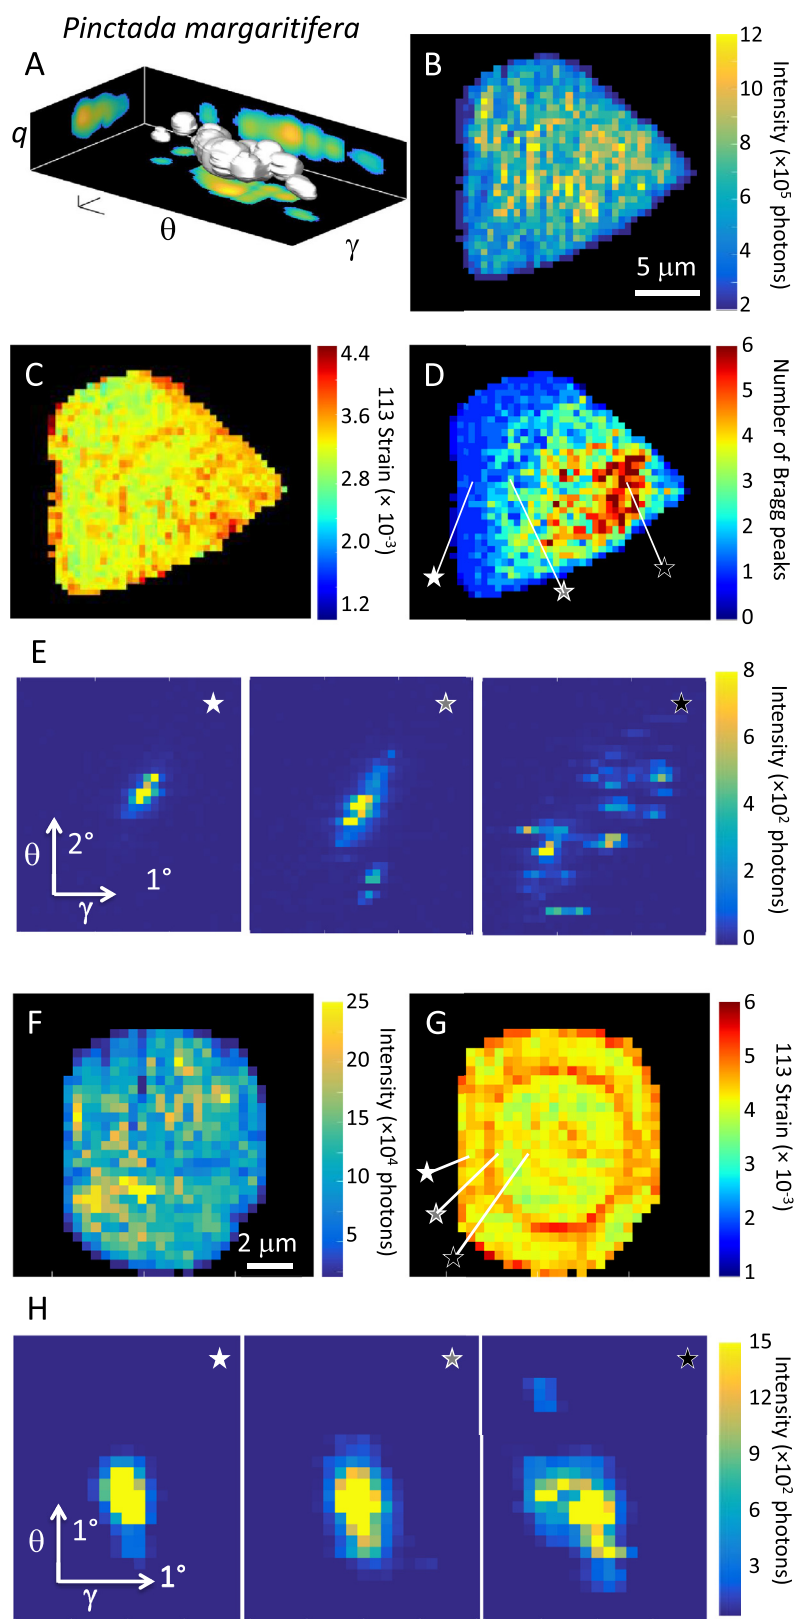 Pinctada margaritifera
A
q
θ
γ
B
5 μm
12
10
8
6
4
2
Intensity (×10⁵ photons)
C
4.4
3.6
2.8
2.0
1.2
113 Strain (× 10⁻³)
D
6
5
4
3
2
1
0
Number of Bragg peaks
E
θ
2°
1°
γ
8
6
4
2
0
Intensity (×10² photons)
F
2 μm
25
20
15
10
5
Intensity (×10⁴ photons)
G
6
5
4
3
2
1
113 Strain (× 10⁻³)
H
θ
1°
1°
γ
15
12
9
6
3
Intensity (×10² photons)